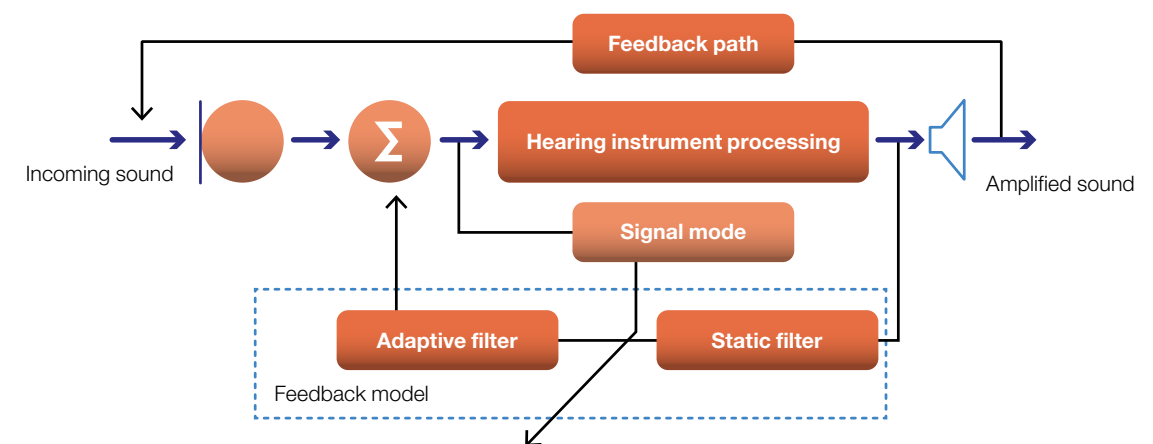 Feedback path
Σ
Hearing instrument processing
Incoming sound
Amplified sound
Signal mode
Adaptive filter
Static filter
Feedback model